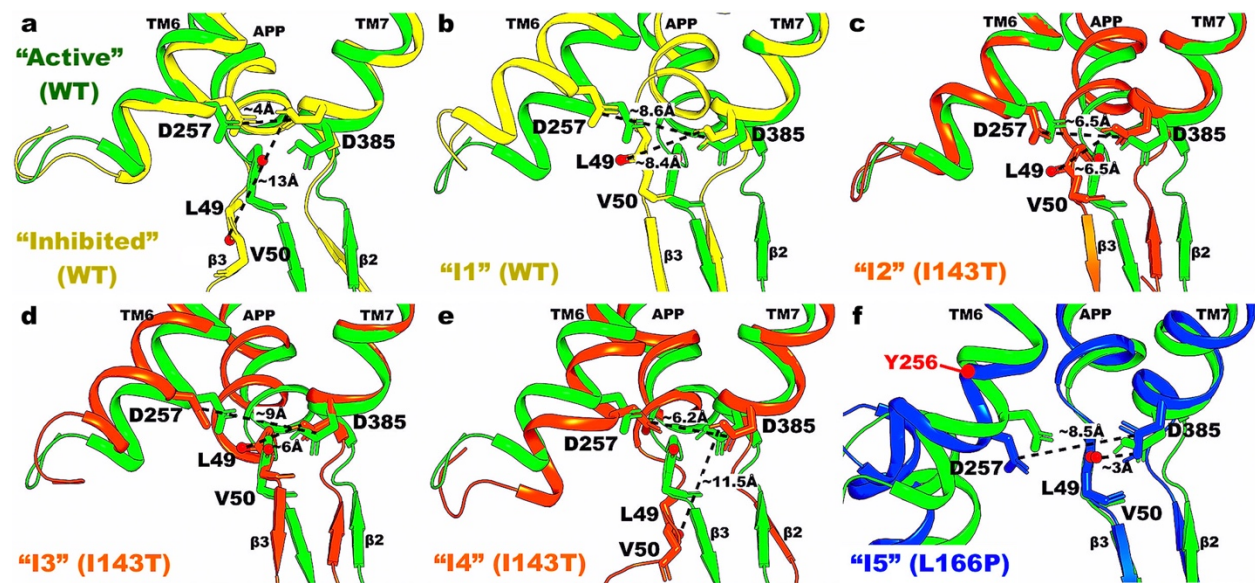 a
TM6
APP
TM7
"Active"
(WT)
~4Å
D257
D385
~13Å
L49
V50
"Inhibited"
(WT)
β3
β2
b
TM6
APP
TM7
~8.6Å
D257
D385
L49
~8.4Å
V50
β3
β2
"I1" (WT)
c
TM6
APP
TM7
D257
~6.5Å
D385
L49
~6.5Å
V50
β3
β2
"I2" (I143T)
d
TM6
APP
TM7
D257
~9Å
D385
L49
~6Å
V50
β3
β2
"I3" (I143T)
e
TM6
APP
TM7
~6.2Å
D257
D385
~11.5Å
L49
V50
β3
β2
"I4" (I143T)
f
TM6
APP
TM7
Y256
~8.5Å
D385
D257
~3Å
L49
V50
β3
β2
"I5" (L166P)